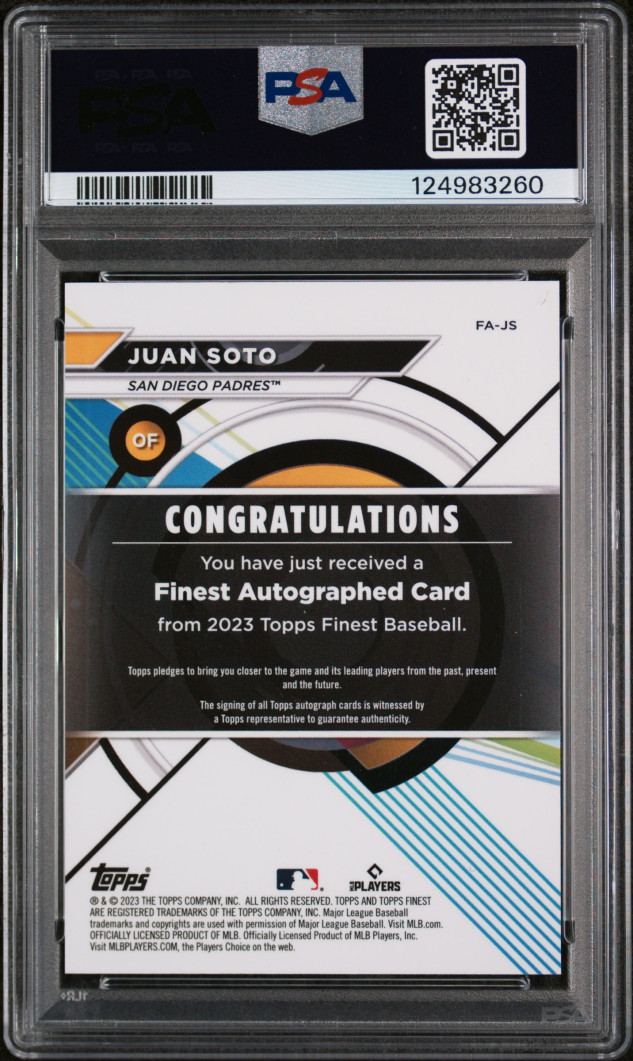 PSA
PSA
124983260
FA-JS
JUAN SOTO
SAN DIEGO PADRES™
OF
CONGRATULATIONS
You have just received a
Finest Autographed Card
from 2023 Topps Finest Baseball.
Topps pledges to bring you closer to the game and its leading players from the past, present
and the future.
The signing of all Topps autograph cards is witnessed by
a Topps representative to guarantee authenticity.
Topps®
MLB PLAYERS
® & © 2023 THE TOPPS COMPANY, INC. ALL RIGHTS RESERVED. TOPPS AND TOPPS FINEST
ARE REGISTERED TRADEMARKS OF THE TOPPS COMPANY, INC. Major League Baseball
trademarks and copyrights are used with permission of Major League Baseball. Visit MLB.com.
OFFICIALLY LICENSED PRODUCT OF MLB. Officially Licensed Product of MLB Players, Inc.
Visit MLBPLAYERS.COM, the Players Choice on the web.
PSA